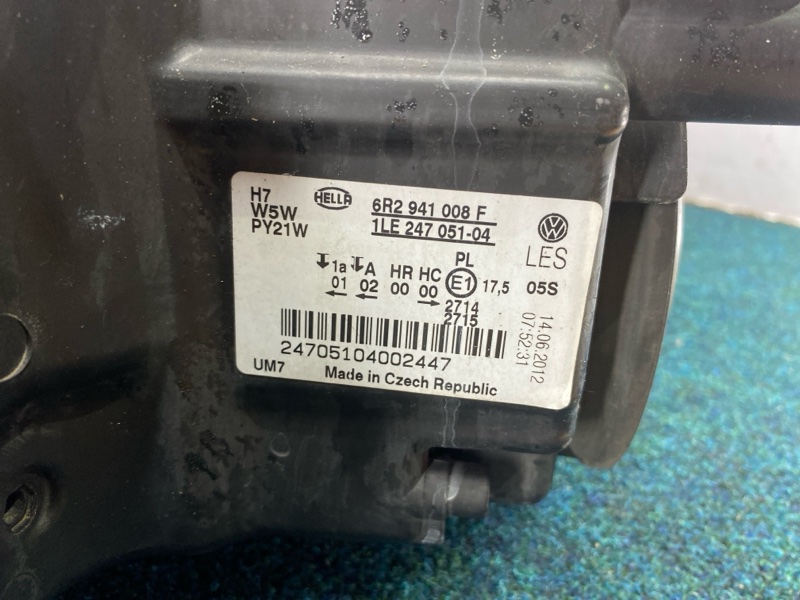 H7
W5W
PY21W
HELLA
6R2 941 008 F
1LE 247 051-04
LES
1a A HR HC PL E1 17,5 05S
01 02 00 00
2714
2715
24705104002447
14.06.2012
07:52:31
UM7
Made in Czech Republic